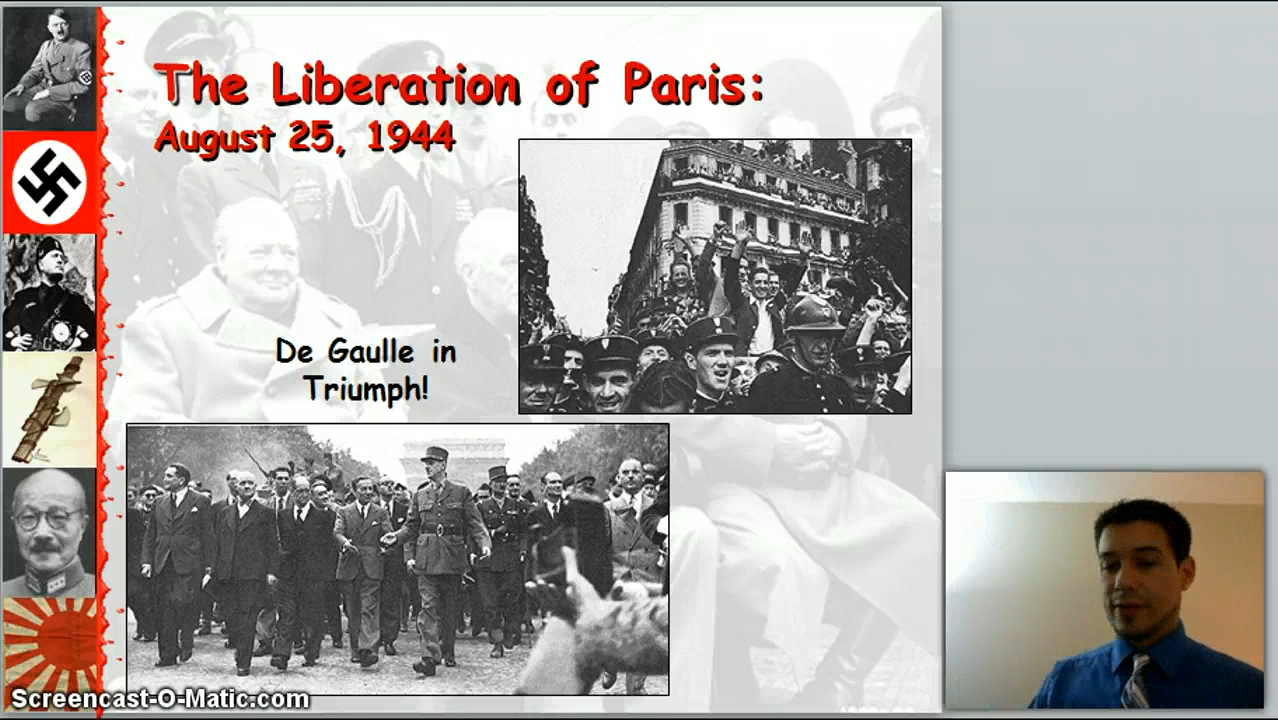 The Liberation of Paris:
August 25, 1944
De Gaulle in
Triumph!
Screencast-O-Matic.com